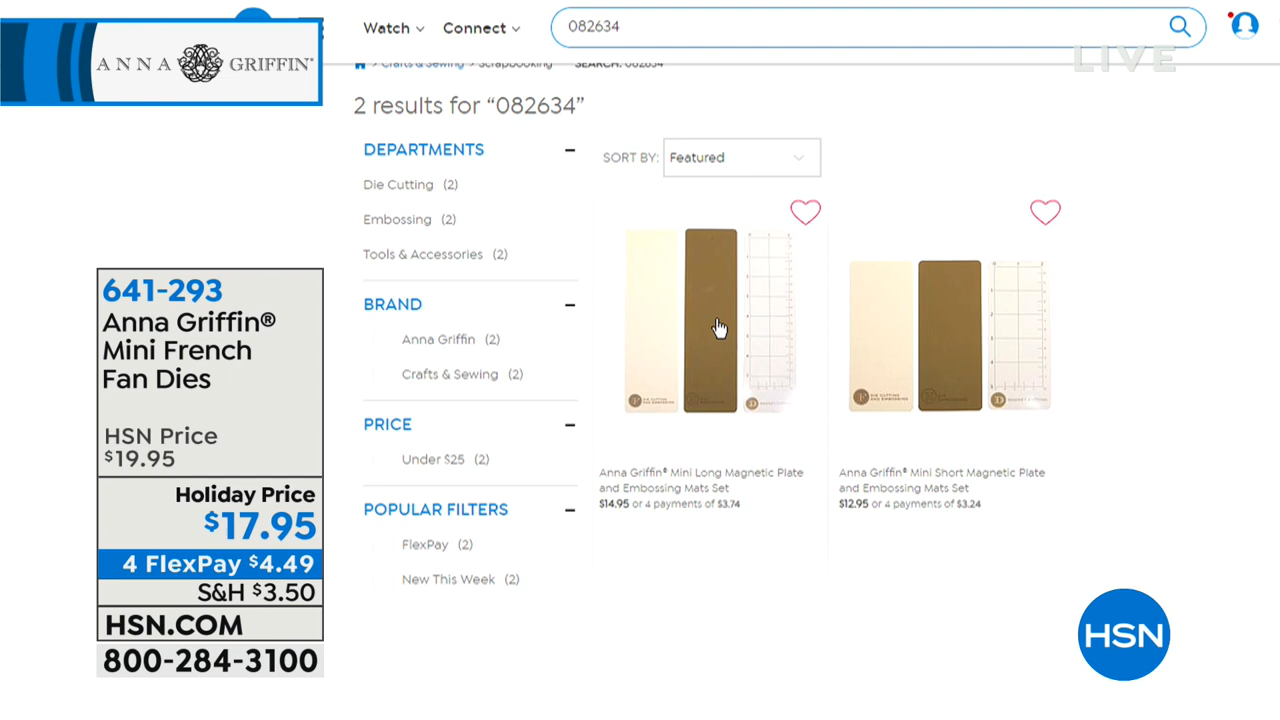 ANNA GRIFFIN®
Watch
Connect
082634
LIVE
Crafts & Sewing > Scrapbooking SEARCH: 082634
2 results for “082634”
DEPARTMENTS
Die Cutting (2)
Embossing (2)
Tools & Accessories (2)
BRAND
Anna Griffin (2)
Crafts & Sewing (2)
PRICE
Under $25 (2)
POPULAR FILTERS
FlexPay (2)
New This Week (2)
SORT BY: Featured
Anna Griffin® Mini Long Magnetic Plate
and Embossing Mats Set
$14.95 or 4 payments of $3.74
Anna Griffin® Mini Short Magnetic Plate
and Embossing Mats Set
$12.95 or 4 payments of $3.24
641-293
Anna Griffin®
Mini French
Fan Dies
HSN Price
$19.95
Holiday Price
$17.95
4 FlexPay $4.49
S&H $3.50
HSN.COM
800-284-3100
HSN